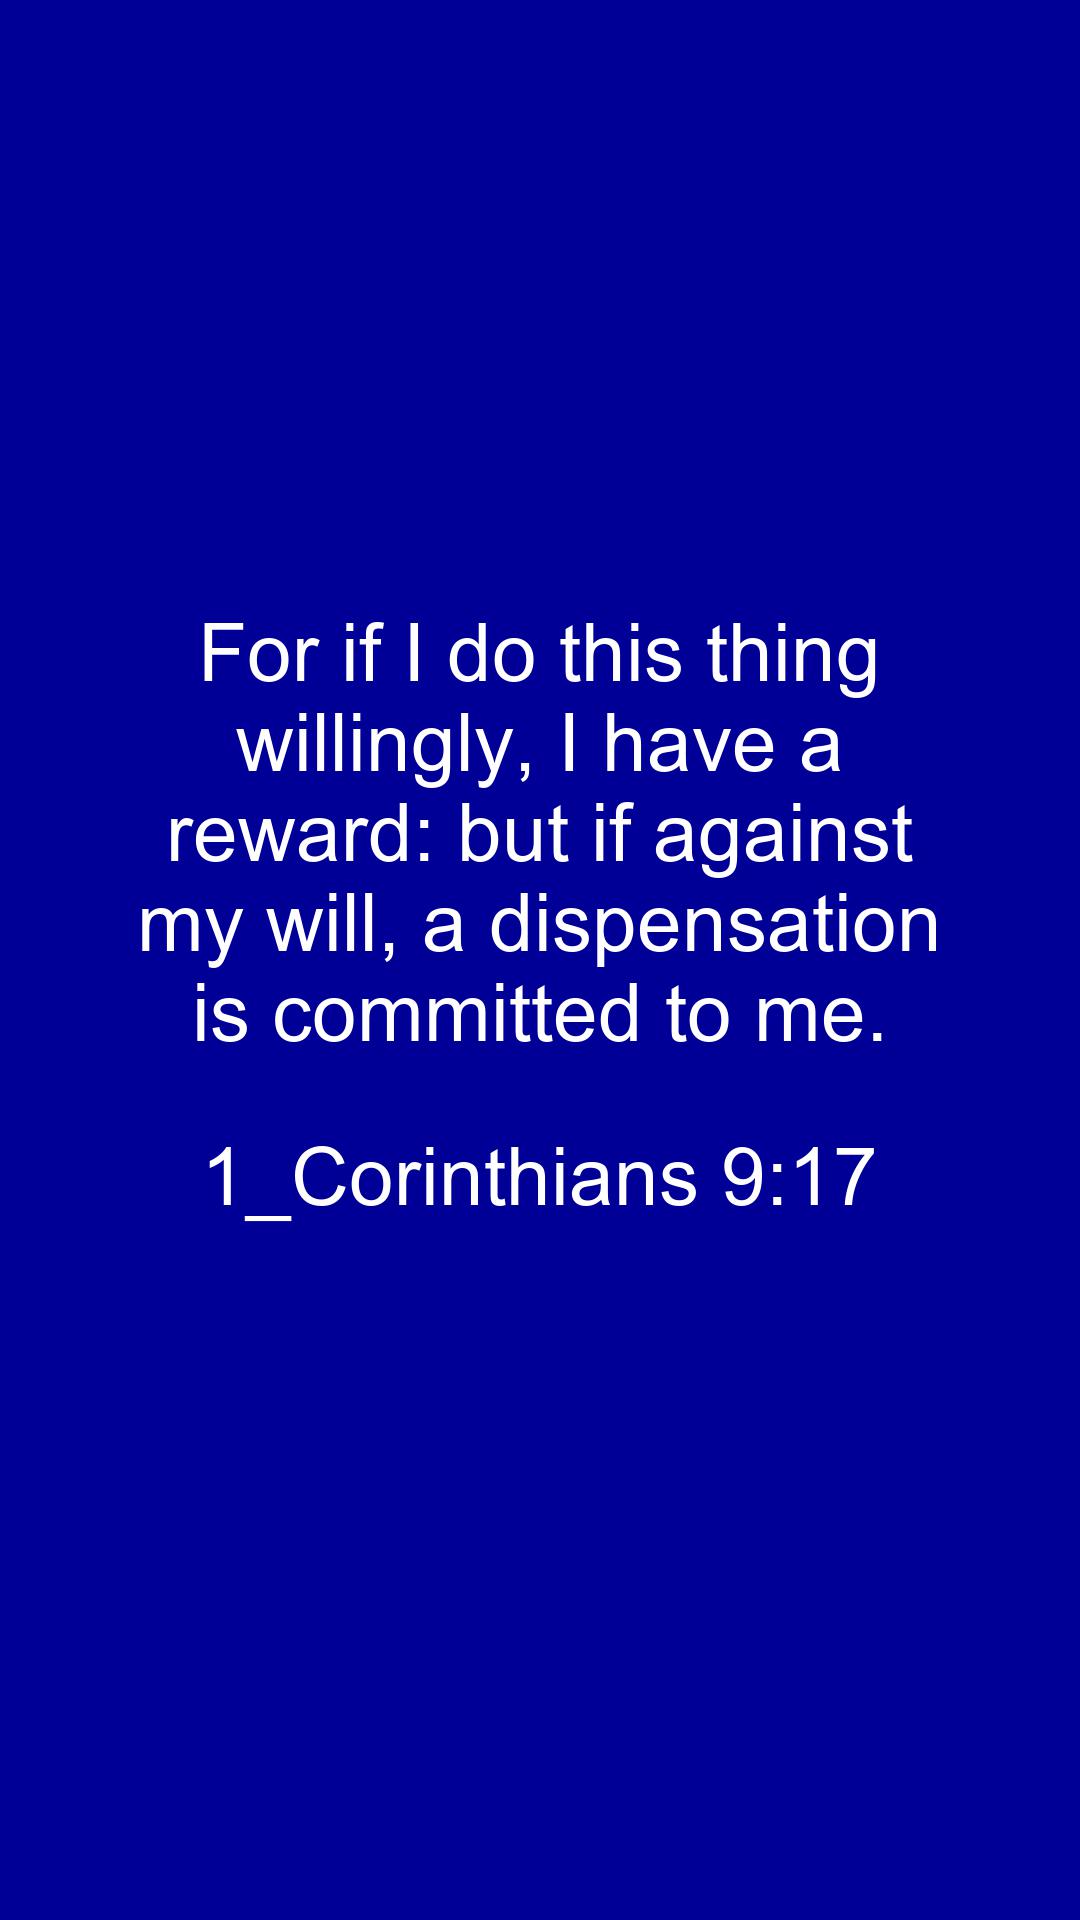 For if I do this thing
willingly, I have a
reward: but if against
my will, a dispensation
is committed to me.
1_Corinthians 9:17